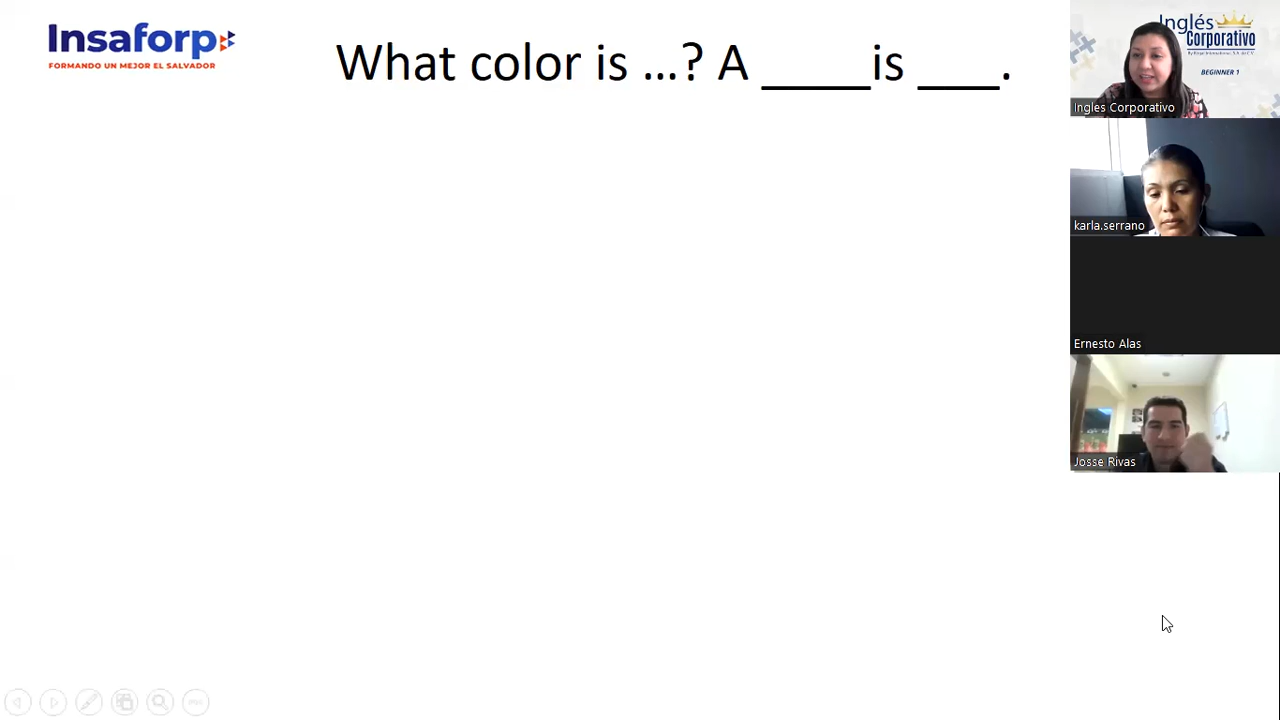 Insaforp
FORMANDO UN MEJOR EL SALVADOR
What color is ...? A _____is ____.
Inglés
Corporativo
BEGINNER 1
Ingles Corporativo
karla.serrano
Ernesto Alas
Josse Rivas